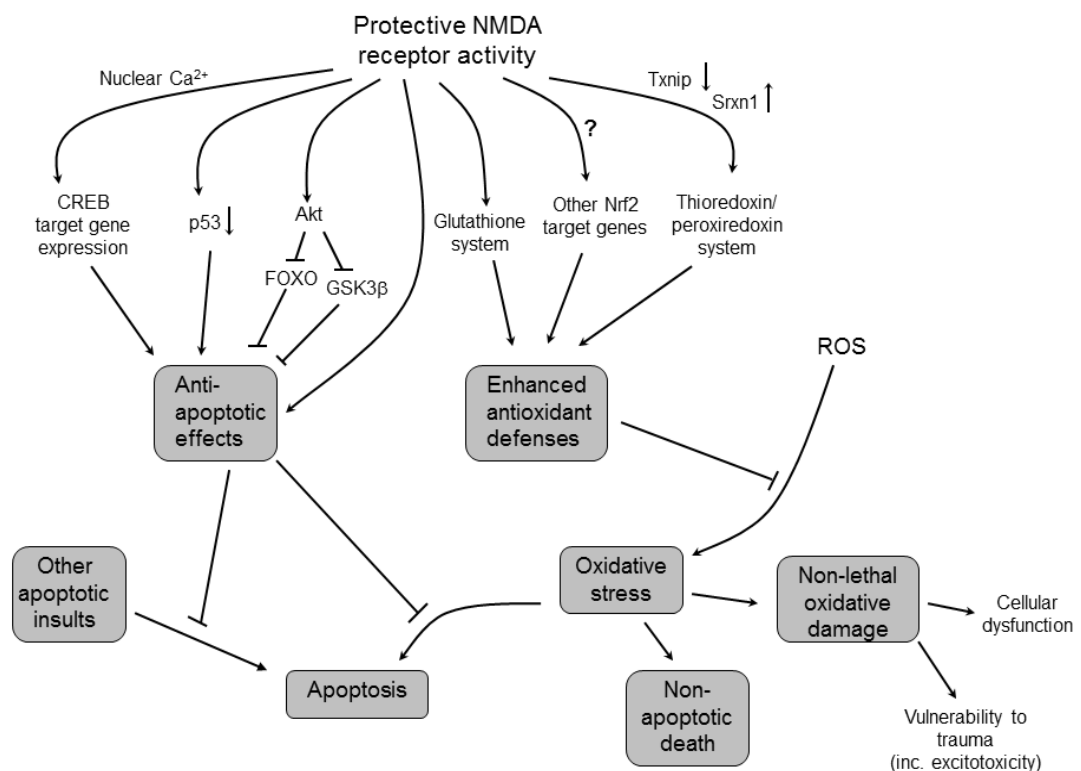 Protective NMDA
receptor activity
Nuclear Ca²⁺
Txnip ↓
Srxn1 ↑
?
CREB
target gene
expression
p53 ↓
Akt
FOXO
GSK3β
Glutathione
system
Other Nrf2
target genes
Thioredoxin/
peroxiredoxin
system
Anti-
apoptotic
effects
Enhanced
antioxidant
defenses
ROS
Other
apoptotic
insults
Oxidative
stress
Non-lethal
oxidative
damage
Cellular
dysfunction
Apoptosis
Non-
apoptotic
death
Vulnerability to
trauma
(inc. excitotoxicity)